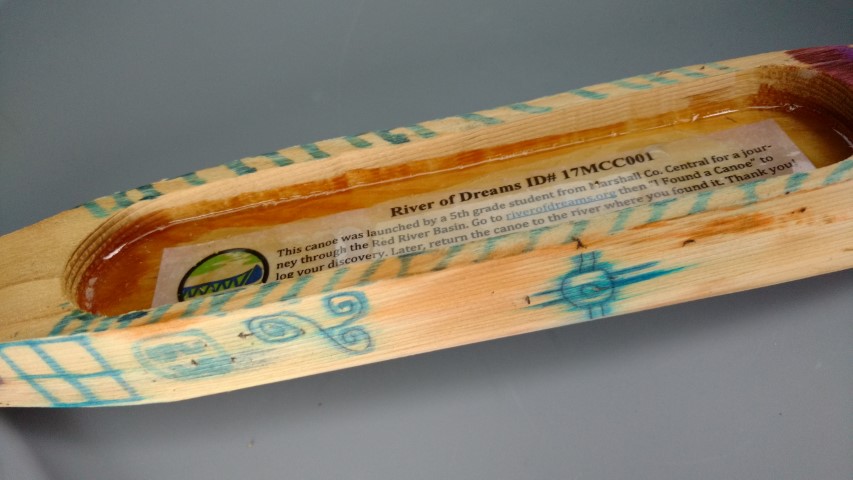 River of Dreams ID# 17MCC001
This canoe was launched by a 5th grade student from Marshall Co. Central for a jour-
ney through the Red River Basin. Go to riverofdreams.org then "I Found a Canoe" to
log your discovery. Later, return the canoe to the river where you found it. Thank you!